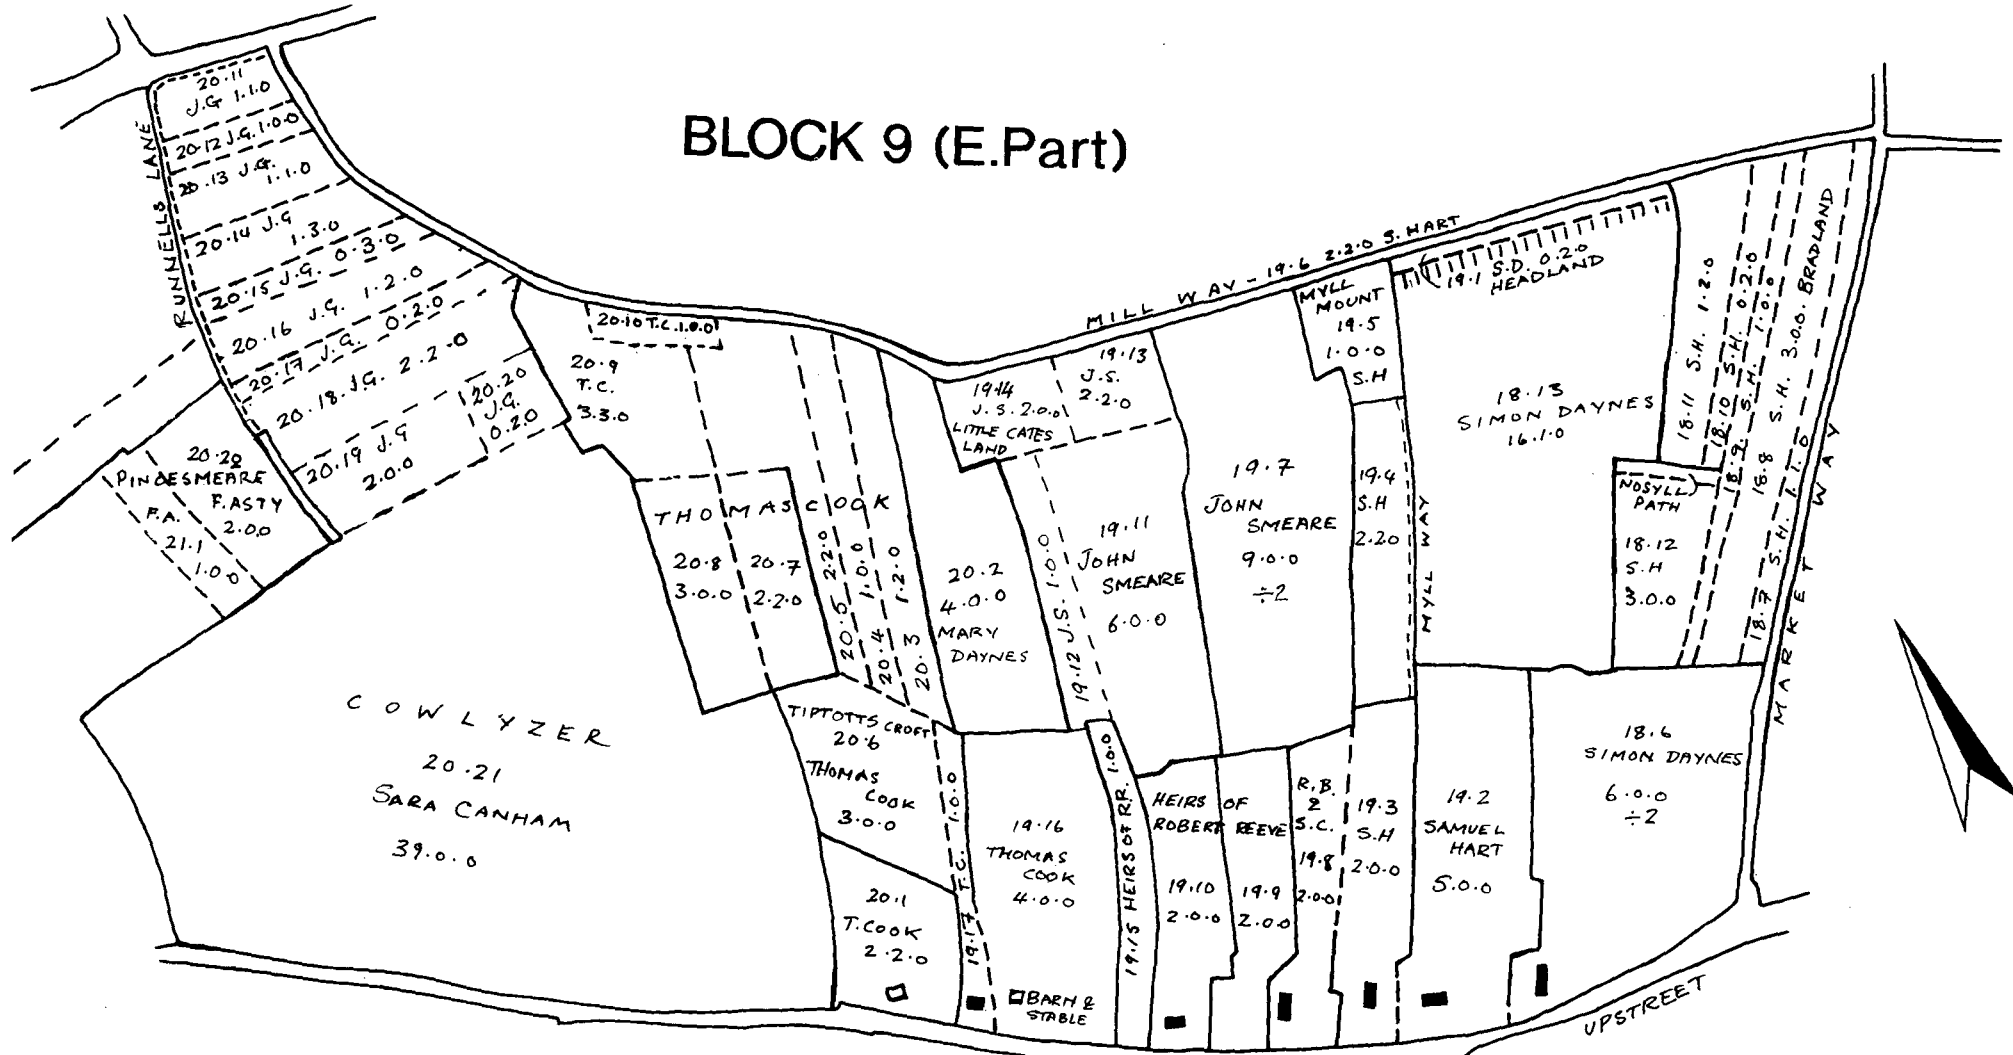 BLOCK 9 (E.Part)
RUNNELLS LANE
20.11
J.G 1.1.0
20.12 J.G.1.0.0
20.13 J.G.
1.1.0
20.14 J.G
1.3.0
20.15 J.G. 0.3.0
20.16 J.G. 1.2.0
20.17 J.G. 0.2.0
20.18.J.G. 2.2.0
20.19 J.G
2.0.0
20.20
J.G.
0.2.0
20.20
PINDESMEARE
F.ASTY
2.0.0
F.A.
21.1
1.0.0
COWLYZER
20.21
SARA CANHAM
39.0.0
20.10 T.C.1.0.0
20.9
T.C.
3.3.0
THOMAS COOK
20.8
3.0.0
20.7
2.2.0
20.5 2.2.0
20.4 1.0.0
20.3 1.2.0
TIPTOTTS CROFT
20.6
THOMAS
COOK
3.0.0
20.1
T.COOK
2.2.0
20.2
4.0.0
MARY
DAYNES
19.17 T.C. 1.0.0
19.16
THOMAS
COOK
4.0.0
BARN &
STABLE
MILL WAY - 19.6 2.2.0 S.HART
19.14
J.S. 2.0.0
LITTLE CATES
LAND
19.13
J.S.
2.2.0
19.12 J.S. 1.0.0
19.11
JOHN
SMEARE
6.0.0
19.7
JOHN
SMEARE
9.0.0
÷2
19.15 HEIRS OF R.R. 1.0.0
HEIRS OF
ROBERT REEVE
19.10
2.0.0
19.9
2.0.0
R.B.
&
S.C.
19.8
2.0.0
MYLL
MOUNT
19.5
1.0.0
S.H
19.4
S.H
2.2.0
MYLL WAY
19.3
S.H
2.0.0
19.2
SAMUEL
HART
5.0.0
19.1 S.D. 0.2.0
HEADLAND
18.13
SIMON DAYNES
16.1.0
NOSYLL
PATH
18.12
S.H
3.0.0
18.11 S.H. 1.2.0
18.10 S.H. 0.2.0
18.9. S.H. 1.0.0
18.8 S.H. 3.0.0. BRADLAND
18.7 S.H. 1.1.0
MARKET WAY
18.6
SIMON DAYNES
6.0.0
÷2
UPSTREET